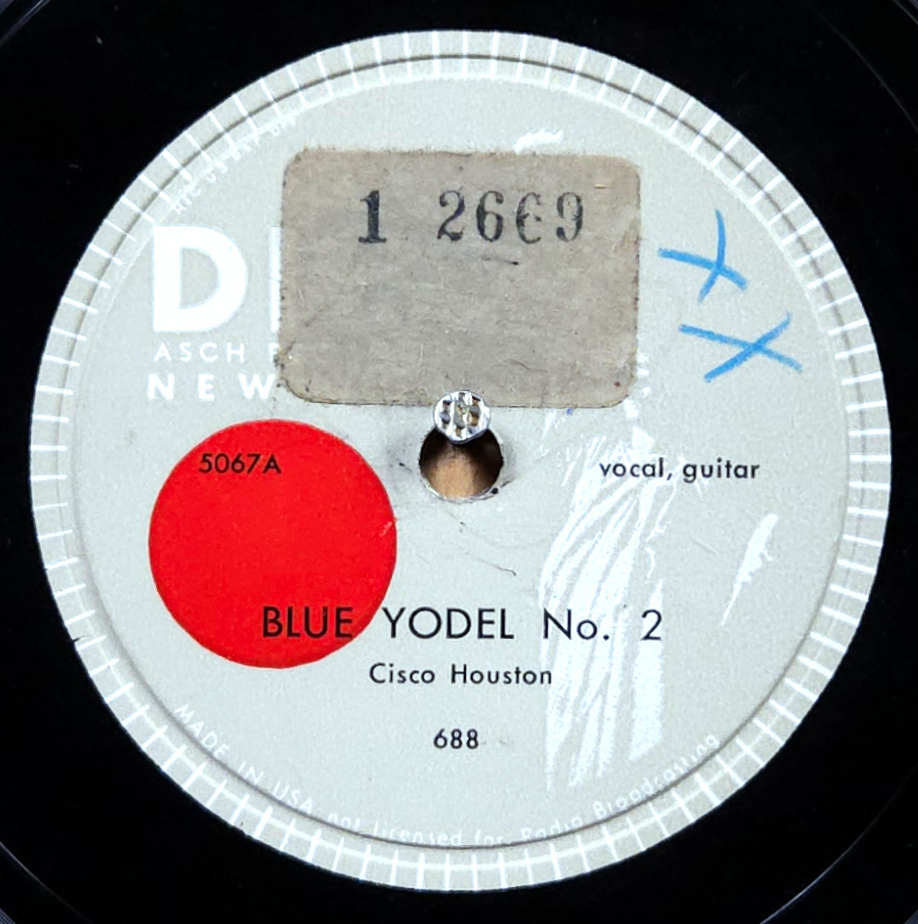 1 2669
D
ASCH
NEW
5067A
vocal, guitar
BLUE YODEL No. 2
Cisco Houston
688
MADE IN USA not licensed for Radio Broadcasting
XX